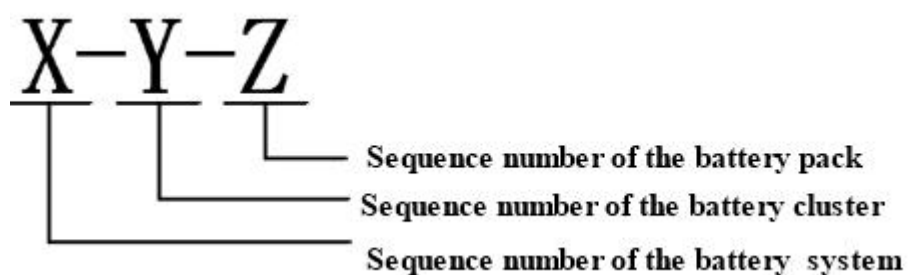 X-Y-Z
Sequence number of the battery pack
Sequence number of the battery cluster
Sequence number of the battery system